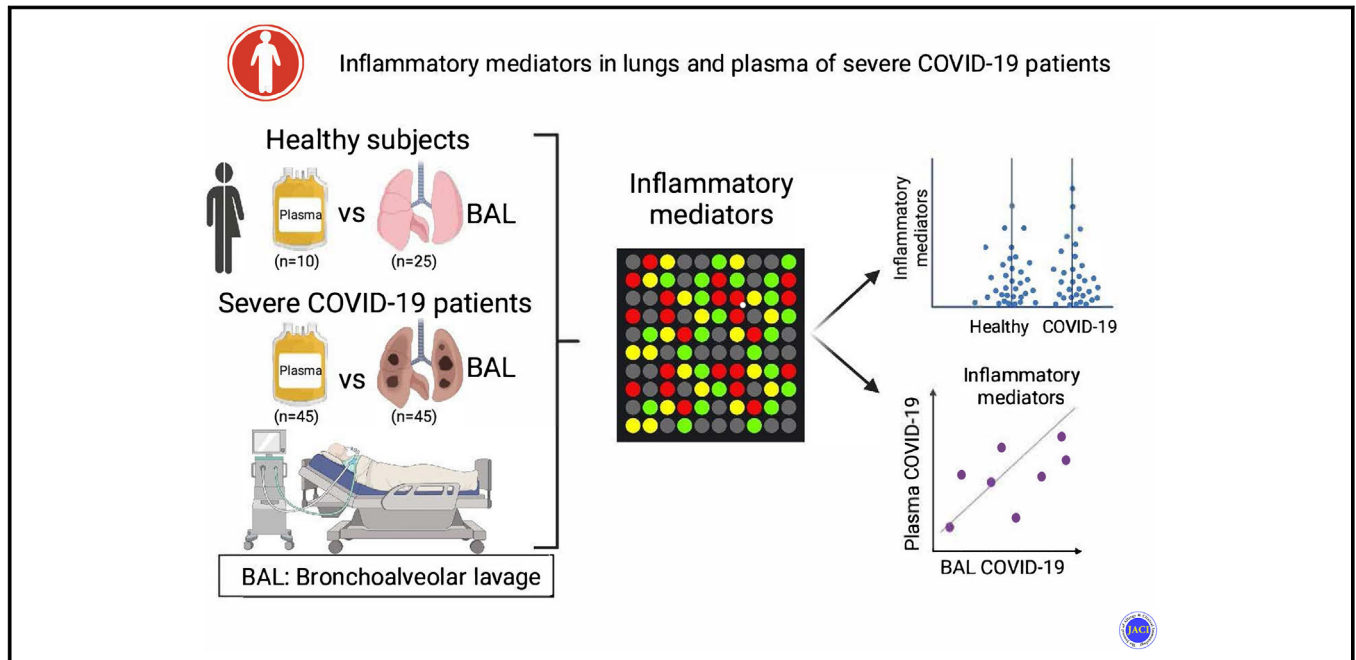 Inflammatory mediators in lungs and plasma of severe COVID-19 patients
Healthy subjects
Plasma
vs
BAL
(n=10)
(n=25)
Severe COVID-19 patients
Plasma
vs
BAL
(n=45)
(n=45)
BAL: Bronchoalveolar lavage
Inflammatory
mediators
Inflammatory
mediators
Healthy
COVID-19
Inflammatory
mediators
Plasma COVID-19
BAL COVID-19
JACI